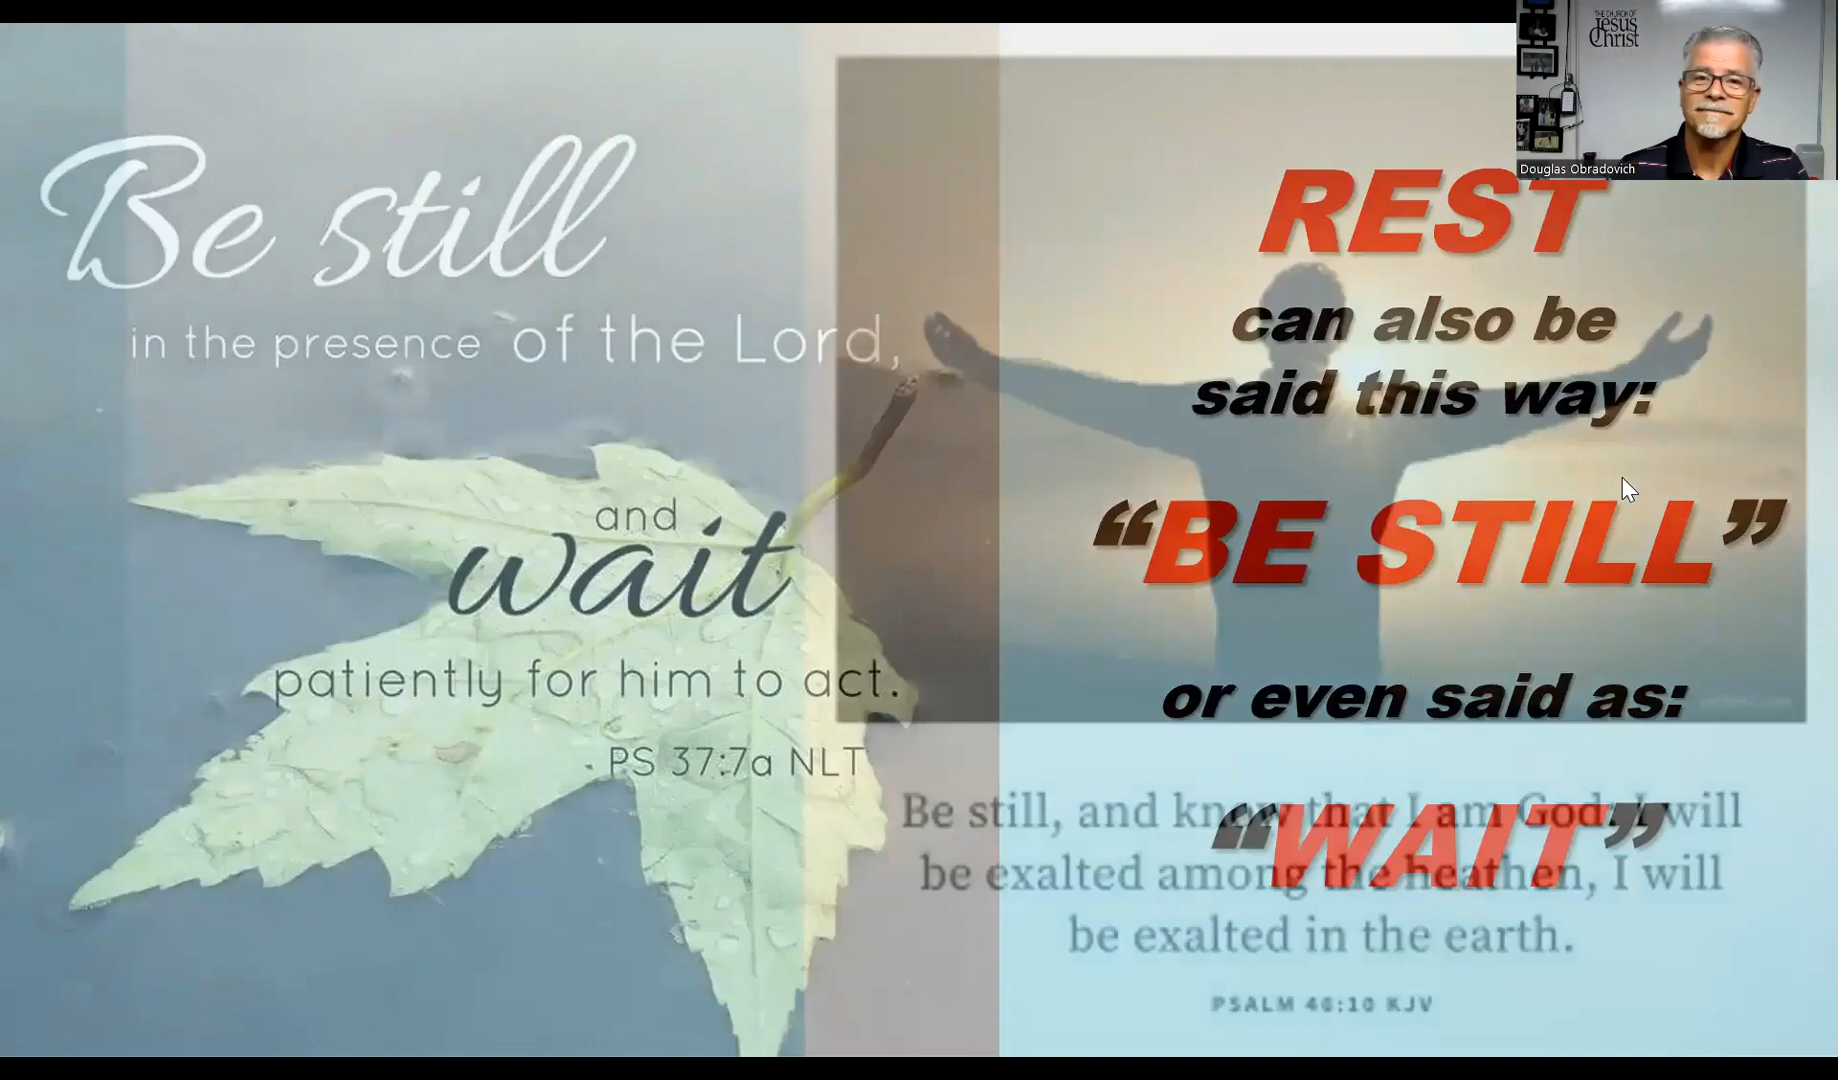 Be still
in the presence of the Lord,
and
wait
patiently for him to act.
- PS 37:7a NLT
THE CHURCH OF
Jesus
Christ
Douglas Obradovich
REST
can also be
said this way:
“BE STILL”
or even said as:
“WAIT”
Be still, and know that I am God: I will
be exalted among the heathen, I will
be exalted in the earth.
PSALM 46:10 KJV